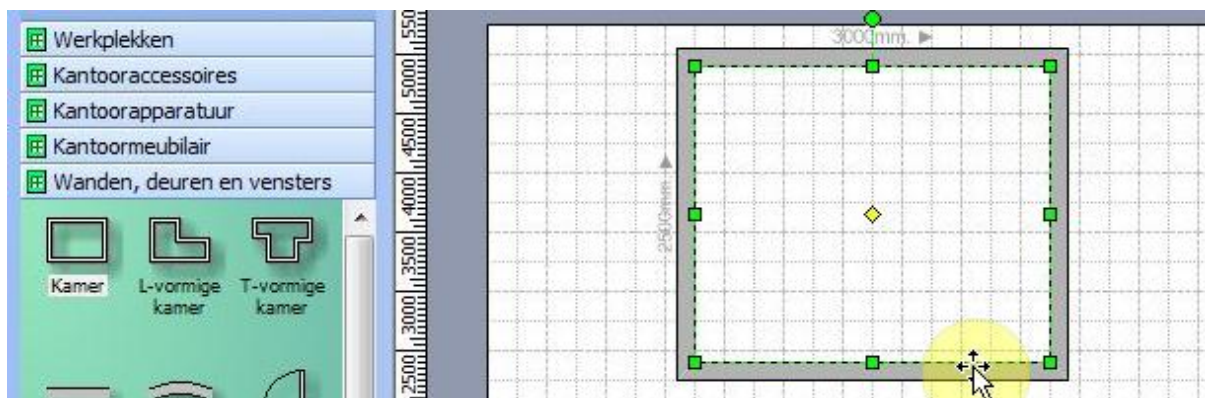 Werkplekken
Kantooraccessoires
Kantoorapparatuur
Kantoormeubilair
Wanden, deuren en vensters
Kamer
L-vormige
kamer
T-vormige
kamer
5000
4500
4000
3500
3000
2500
3000mm.
2500mm